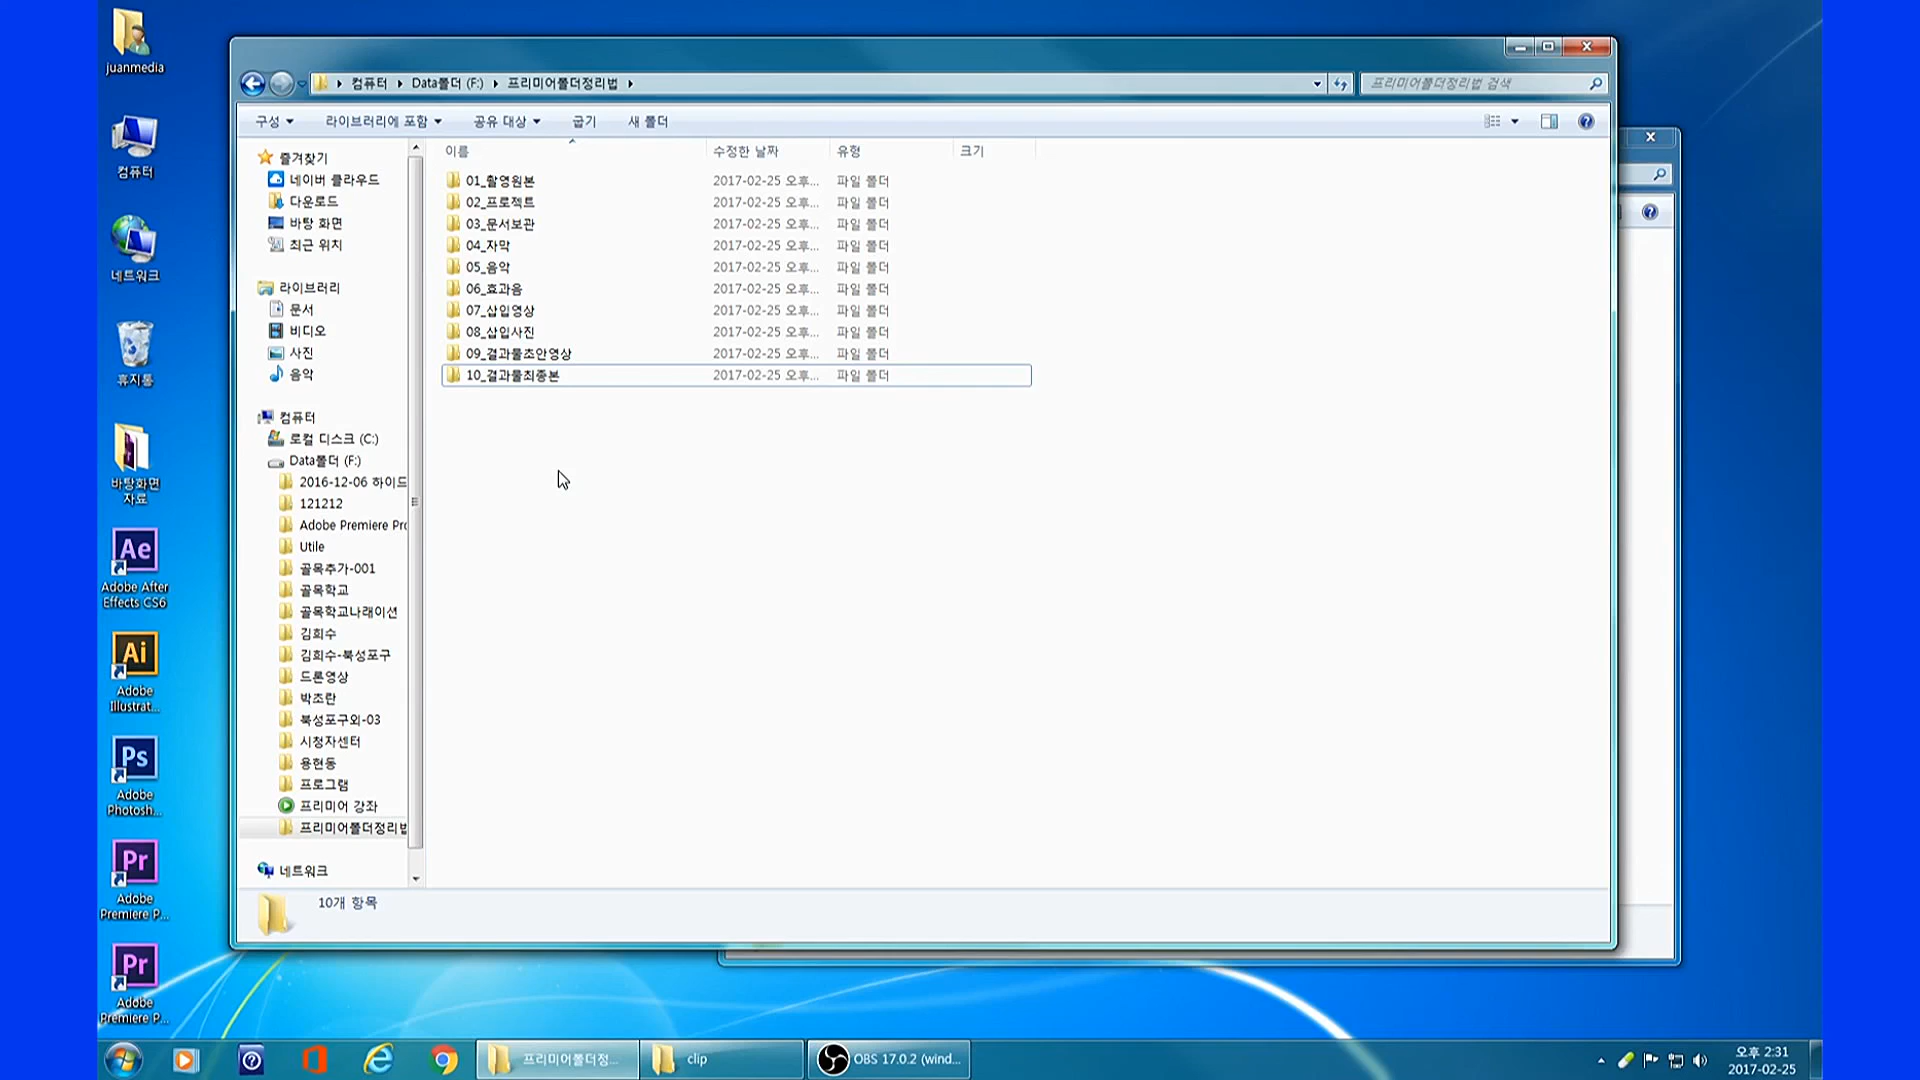 juanmedia
컴퓨터
네트워크
휴지통
바탕화면
자료
Ae
Adobe After
Effects CS6
Ai
Adobe
Illustrat...
Ps
Adobe
Photosh...
Pr
Adobe
Premiere P...
Pr
Adobe
Premiere P...
컴퓨터 Data폴더 (F:) 프리미어폴더정리법
프리미어폴더정리법 검색
구성 라이브러리에 포함 공유 대상 굽기 새 폴더
즐겨찾기
네이버 클라우드
다운로드
바탕 화면
최근 위치
라이브러리
문서
비디오
사진
음악
컴퓨터
로컬 디스크 (C:)
Data폴더 (F:)
2016-12-06 하이드
121212
Adobe Premiere Pro
Utile
골목추가-001
골목학교
골목학교나래이션
김희수
김희수-북성포구
드론영상
박조란
북성포구외-03
시청자센터
용현동
프로그램
프리미어 강좌
프리미어폴더정리법
네트워크
이름 수정한 날짜 유형 크기
01_촬영원본 2017-02-25 오후... 파일 폴더
02_프로젝트 2017-02-25 오후... 파일 폴더
03_문서보관 2017-02-25 오후... 파일 폴더
04_자막 2017-02-25 오후... 파일 폴더
05_음악 2017-02-25 오후... 파일 폴더
06_효과음 2017-02-25 오후... 파일 폴더
07_삽입영상 2017-02-25 오후... 파일 폴더
08_삽입사진 2017-02-25 오후... 파일 폴더
09_결과물초안영상 2017-02-25 오후... 파일 폴더
10_결과물최종본 2017-02-25 오후... 파일 폴더
10개 항목
프리미어폴더정... clip OBS 17.0.2 (wind...
오후 2:31
2017-02-25